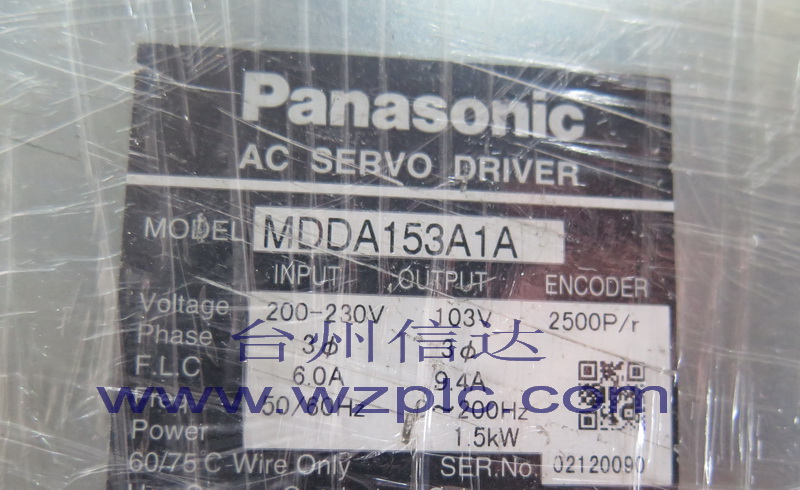 Panasonic
AC SERVO DRIVER
MODEL MDDA153A1A
INPUT OUTPUT ENCODER
Voltage 200-230V 103V 2500P/r
Phase 3ϕ 3ϕ
台州信达
F.L.C 6.0A 9.4A
www.wzplc.com
50/60Hz ~200Hz
Power 1.5kW
60/75 C Wire Only SER.No. 02120090